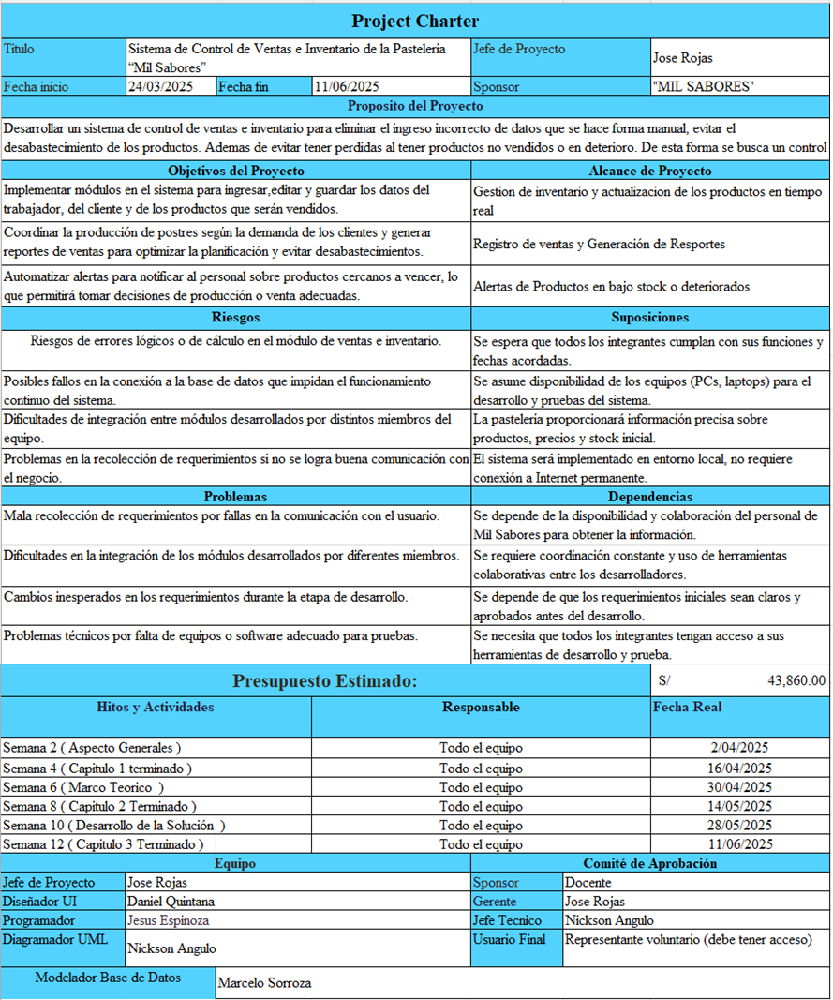 Project Charter
Titulo
Sistema de Control de Ventas e Inventario de la Pastelería
“Mil Sabores”
Jefe de Proyecto
Jose Rojas
Fecha inicio
24/03/2025
Fecha fin
11/06/2025
Sponsor
"MIL SABORES"
Proposito del Proyecto
Desarrollar un sistema de control de ventas e inventario para eliminar el ingreso incorrecto de datos que se hace forma manual, evitar el
desabastecimiento de los productos. Ademas de evitar tener perdidas al tener productos no vendidos o en deterioro. De esta forma se busca un control
Objetivos del Proyecto
Alcance de Proyecto
Implementar módulos en el sistema para ingresar,editar y guardar los datos del
trabajador, del cliente y de los productos que serán vendidos.
Gestion de inventario y actualizacion de los productos en tiempo
real
Coordinar la producción de postres según la demanda de los clientes y generar
reportes de ventas para optimizar la planificación y evitar desabastecimientos.
Registro de ventas y Generación de Resportes
Automatizar alertas para notificar al personal sobre productos cercanos a vencer, lo
que permitirá tomar decisiones de producción o venta adecuadas.
Alertas de Productos en bajo stock o deteriorados
Riesgos
Suposiciones
Riesgos de errores lógicos o de cálculo en el módulo de ventas e inventario.
Se espera que todos los integrantes cumplan con sus funciones y
fechas acordadas.
Posibles fallos en la conexión a la base de datos que impidan el funcionamiento
continuo del sistema.
Se asume disponibilidad de los equipos (PCs, laptops) para el
desarrollo y pruebas del sistema.
Dificultades de integración entre módulos desarrollados por distintos miembros del
equipo.
La pastelería proporcionará información precisa sobre
productos, precios y stock inicial.
Problemas en la recolección de requerimientos si no se logra buena comunicación con
el negocio.
El sistema será implementado en entorno local, no requiere
conexión a Internet permanente.
Problemas
Dependencias
Mala recolección de requerimientos por fallas en la comunicación con el usuario.
Se depende de la disponibilidad y colaboración del personal de
Mil Sabores para obtener la información.
Dificultades en la integración de los módulos desarrollados por diferentes miembros.
Se requiere coordinación constante y uso de herramientas
colaborativas entre los desarrolladores.
Cambios inesperados en los requerimientos durante la etapa de desarrollo.
Se depende de que los requerimientos iniciales sean claros y
aprobados antes del desarrollo.
Problemas técnicos por falta de equipos o software adecuado para pruebas.
Se necesita que todos los integrantes tengan acceso a sus
herramientas de desarrollo y prueba.
Presupuesto Estimado:
S/ 43,860.00
Hitos y Actividades
Responsable
Fecha Real
Semana 2 ( Aspecto Generales )
Todo el equipo
2/04/2025
Semana 4 ( Capitulo 1 terminado )
Todo el equipo
16/04/2025
Semana 6 ( Marco Teorico )
Todo el equipo
30/04/2025
Semana 8 ( Capitulo 2 Terminado )
Todo el equipo
14/05/2025
Semana 10 ( Desarrollo de la Solución )
Todo el equipo
28/05/2025
Semana 12 ( Capitulo 3 Terminado )
Todo el equipo
11/06/2025
Equipo
Comité de Aprobación
Jefe de Proyecto
Jose Rojas
Sponsor
Docente
Diseñador UI
Daniel Quintana
Gerente
Jose Rojas
Programador
Jesus Espinoza
Jefe Tecnico
Nickson Angulo
Diagramador UML
Nickson Angulo
Usuario Final
Representante voluntario (debe tener acceso)
Modelador Base de Datos
Marcelo Sorroza